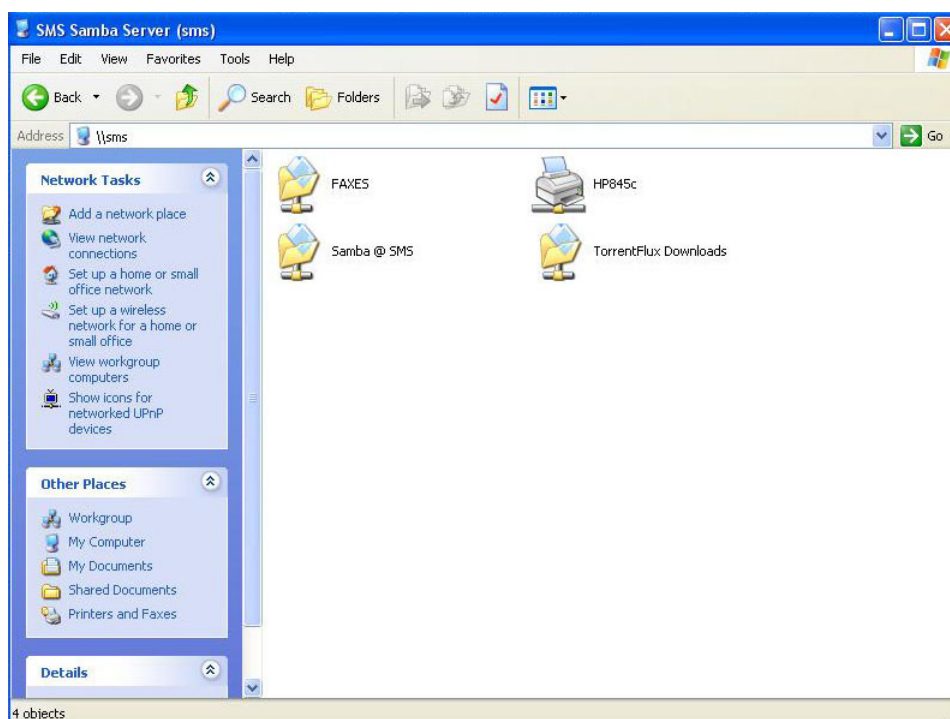 SMS Samba Server (sms)
File Edit View Favorites Tools Help
Back Search Folders
Address \\sms Go
Network Tasks
Add a network place
View network
connections
Set up a home or small
office network
Set up a wireless
network for a home or
small office
View workgroup
computers
Show icons for
networked UPnP
devices
Other Places
Workgroup
My Computer
My Documents
Shared Documents
Printers and Faxes
Details
FAXES
HP845c
Samba @ SMS
TorrentFlux Downloads
4 objects